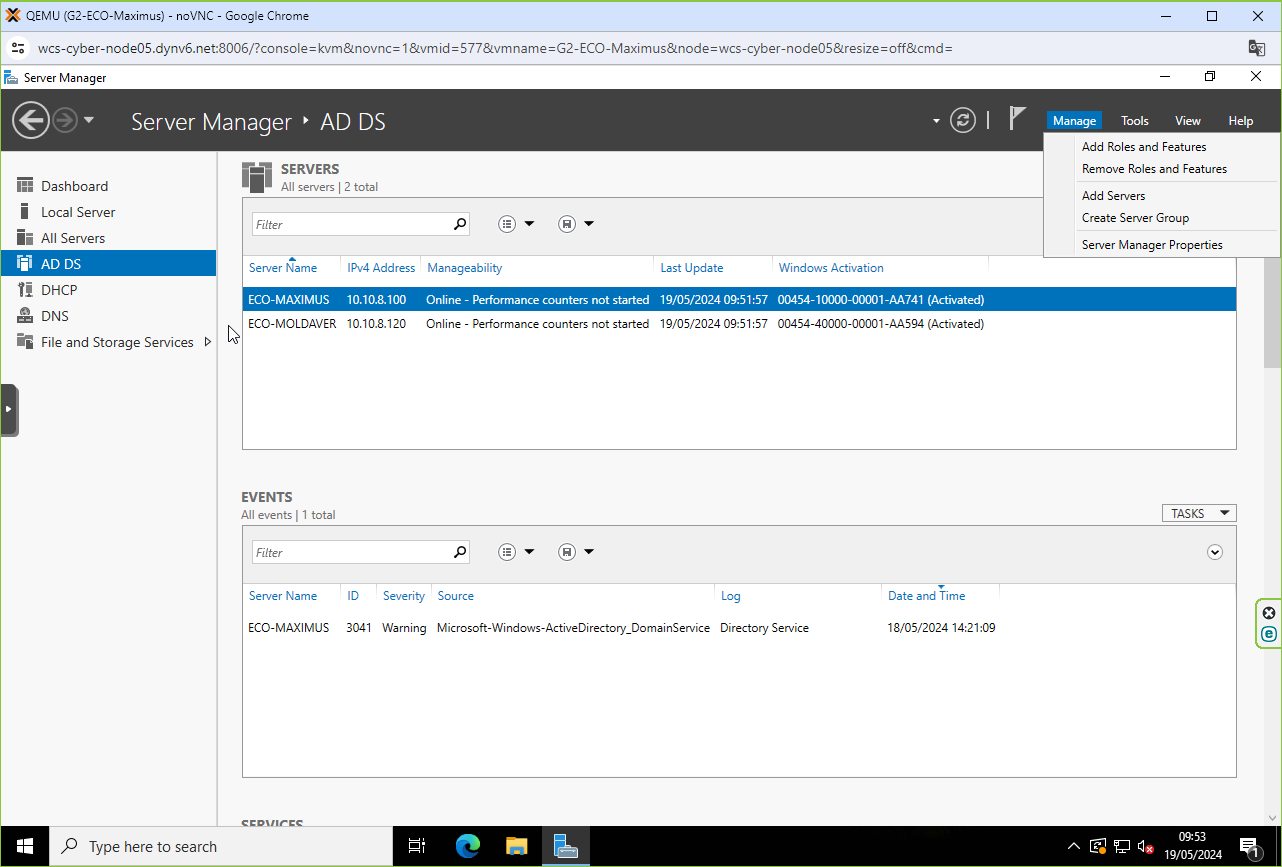 QEMU (G2-ECO-Maximus) - noVNC - Google Chrome
wcs-cyber-node05.dynv6.net:8006/?console=kvm&novnc=1&vmid=577&vmname=G2-ECO-Maximus&node=wcs-cyber-node05&resize=off&cmd=
Server Manager
Server Manager AD DS
Manage Tools View Help
Add Roles and Features
Remove Roles and Features
Add Servers
Create Server Group
Server Manager Properties
Dashboard
Local Server
All Servers
AD DS
DHCP
DNS
File and Storage Services
SERVERS
All servers | 2 total
Filter
Server Name IPv4 Address Manageability Last Update Windows Activation
ECO-MAXIMUS 10.10.8.100 Online - Performance counters not started 19/05/2024 09:51:57 00454-10000-00001-AA741 (Activated)
ECO-MOLDAVER 10.10.8.120 Online - Performance counters not started 19/05/2024 09:51:57 00454-40000-00001-AA594 (Activated)
EVENTS
All events | 1 total
TASKS
Filter
Server Name ID Severity Source Log Date and Time
ECO-MAXIMUS 3041 Warning Microsoft-Windows-ActiveDirectory_DomainService Directory Service 18/05/2024 14:21:09
SERVICES
Type here to search
09:53
19/05/2024
1